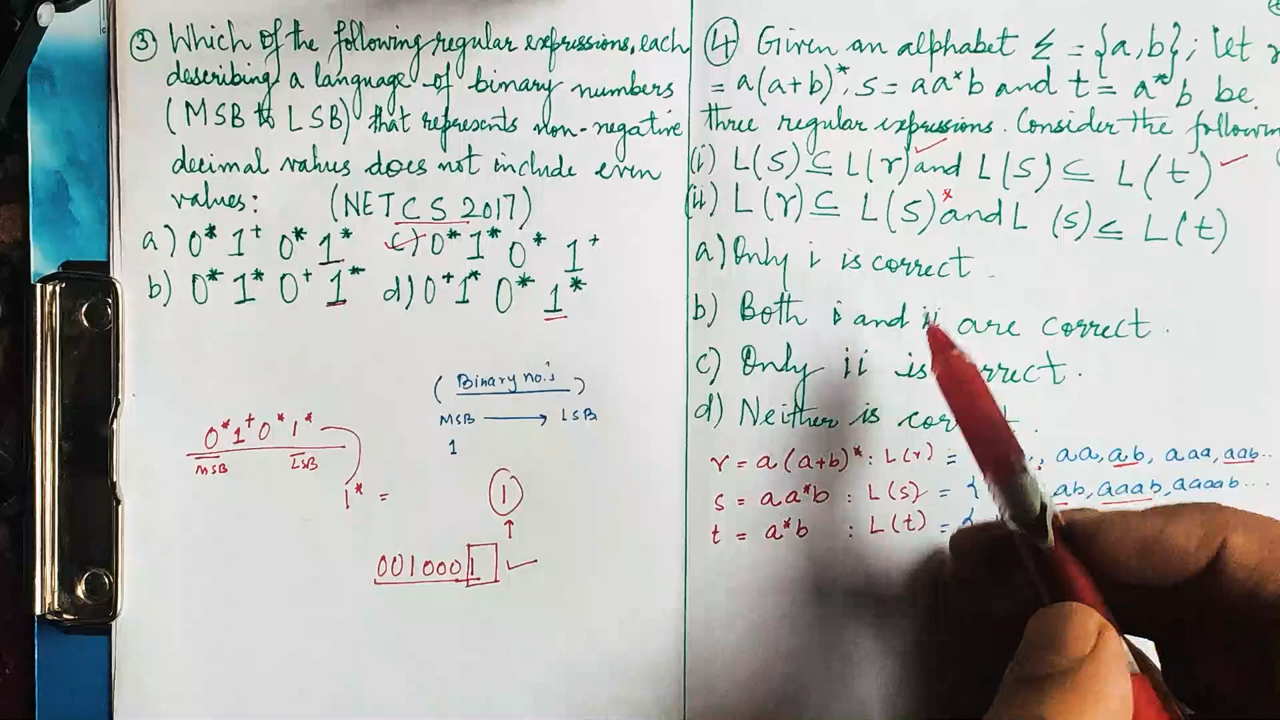 ③ Which of the following regular expressions, each
describing a language of binary numbers
(MSB to LSB) that represents non-negative
decimal values does not include even
values: (NET CS 2017)
a) 0* 1+ 0* 1* c) 0* 1* 0* 1+
b) 0* 1* 0+ 1* d) 0+ 1* 0* 1*
(Binary no.s)
MSB → LSB
1
0* 1+ 0* 1*
MSB LSB
1* = 1
↑
0010001 ✓
④ Given an alphabet Σ = {a, b}; let
= a(a+b)*, s = aa*b and t = a*b be.
three regular expressions. Consider the following
(i) L(s) ⊆ L(r) and L(s) ⊆ L(t) ✓
(ii) L(r) ⊆ L(s) and L (s) ⊆ L(t)
a) Only i is correct.
b) Both i and ii are correct.
c) Only ii is correct.
d) Neither is
r = a(a+b)* : L(r) = , aa, ab, aaa, aab..
s = aa*b : L(s) = { ab, aaab, aaaab...
t = a*b : L(t) = {